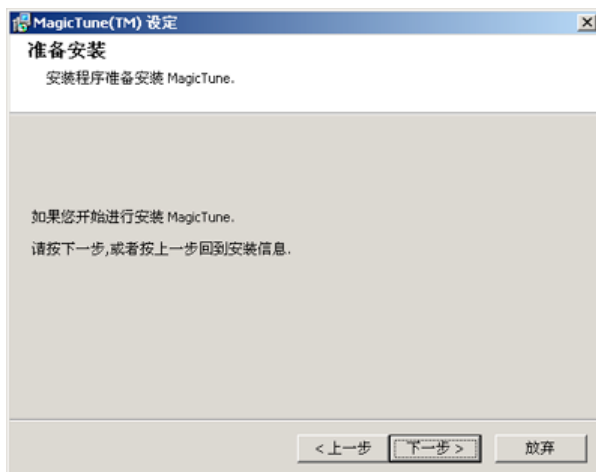 MagicTune(TM) 设定
准备安装
安装程序准备安装 MagicTune.
如果您开始进行安装 MagicTune.
请按下一步,或者按上一步回到安装信息.
<上一步 下一步> 放弃